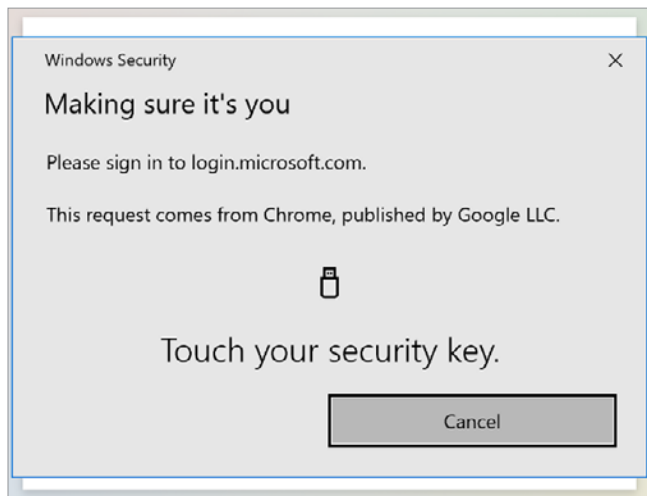 Windows Security
Making sure it's you
Please sign in to login.microsoft.com.
This request comes from Chrome, published by Google LLC.
Touch your security key.
Cancel